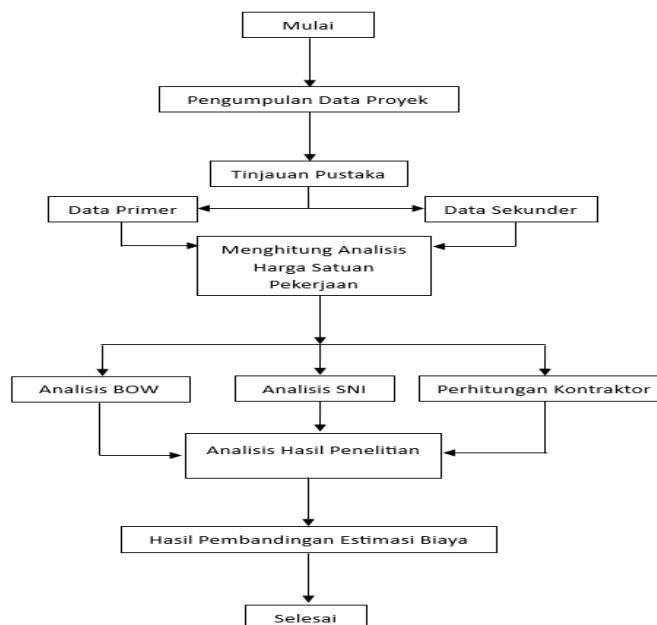 Mulai
Pengumpulan Data Proyek
Tinjauan Pustaka
Data Primer
Data Sekunder
Menghitung Analisis
Harga Satuan
Pekerjaan
Analisis BOW
Analisis SNI
Perhitungan Kontraktor
Analisis Hasil Penelitian
Hasil Pembandingan Estimasi Biaya
Selesai